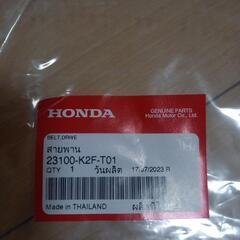 HONDA
Genuine Parts
Honda Motor Co., Ltd.
BELT,DRIVE
สายพาน
23100-K2F-T01
QTY 1 วันผลิต 17/07/2023 R
Made in THAILAND